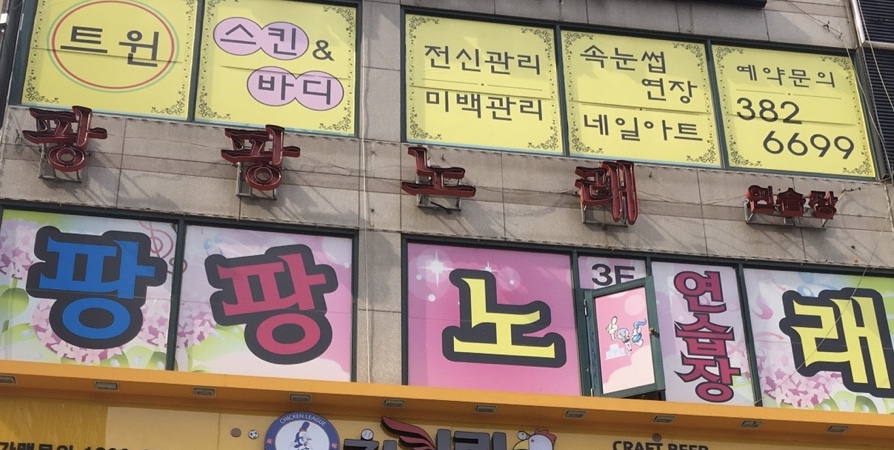 트윈
스킨 &
바디
전신관리
미백관리
속눈썹
연장
네일아트
예약문의
382
6699
팡 팡 노 래 연습장
팡 팡 노 래
3F
연습장
CHICKEN LEAGUE
CRAFT BEER